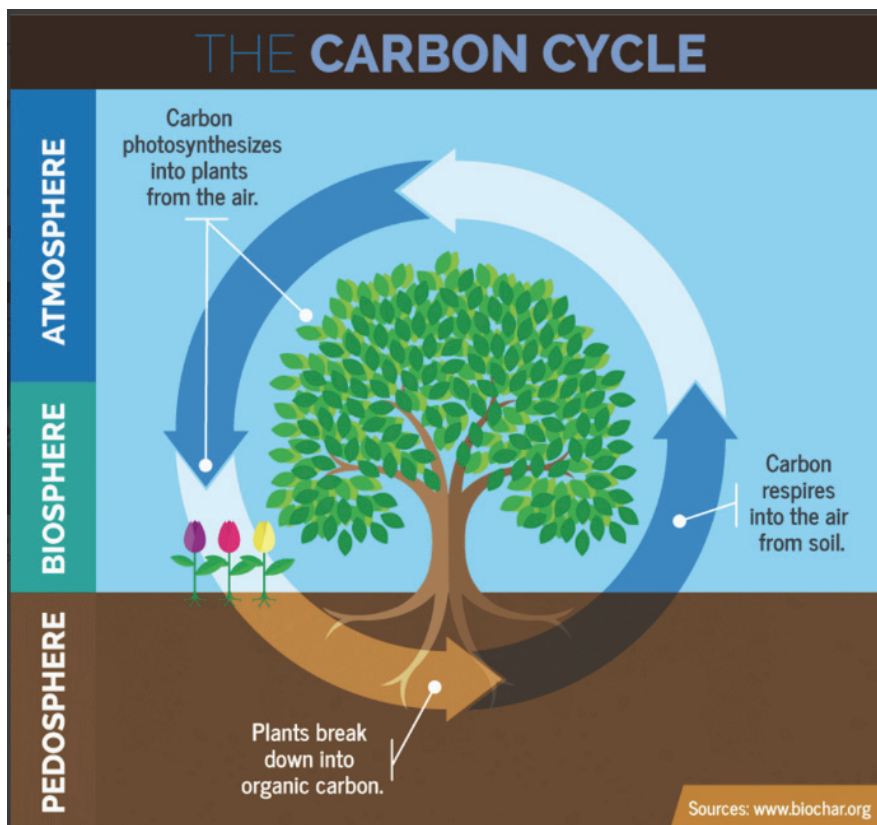 THE CARBON CYCLE
ATMOSPHERE
Carbon
photosynthesizes
into plants
from the air.
BIOSPHERE
Carbon
respires
into the air
from soil.
PEDOSPHERE
Plants break
down into
organic carbon.
Sources: www.biochar.org